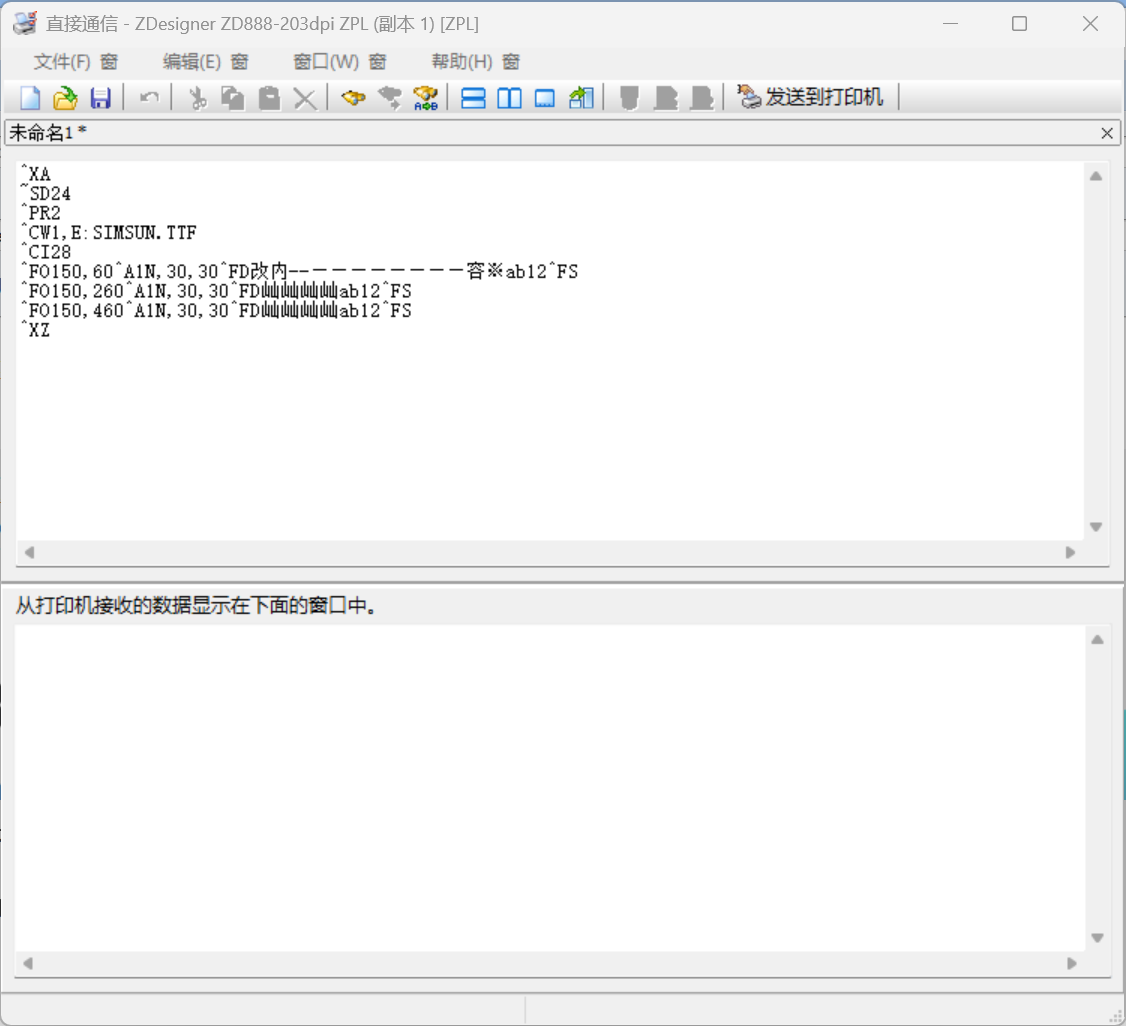 直接通信 - ZDesigner ZD888-203dpi ZPL (副本 1) [ZPL]
文件(F) 窗 编辑(E) 窗 窗口(W) 窗 帮助(H) 窗
发送到打印机
未命名1 *
^XA
~SD24
^PR2
^CW1,E:SIMSUN.TTF
^CI28
^FO150,60^A1N,30,30^FD改内--－－－－－－－－容※ab12^FS
^FO150,260^A1N,30,30^FD屾屾屾屾ab12^FS
^FO150,460^A1N,30,30^FD屾屾屾屾ab12^FS
^XZ
从打印机接收的数据显示在下面的窗口中。